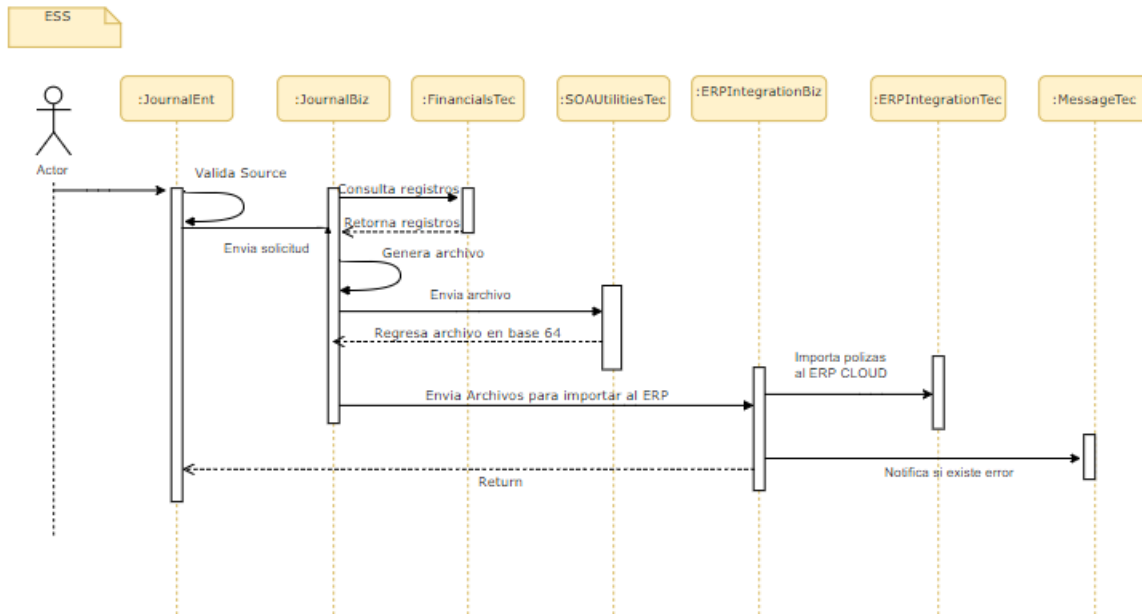 ESS
:JournalEnt
:JournalBiz
:FinancialsTec
:SOAUtilitiesTec
:ERPIntegrationBiz
:ERPIntegrationTec
:MessageTec
Actor
Valida Source
Consulta registros
Retorna registros
Envia solicitud
Genera archivo
Envia archivo
Regresa archivo en base 64
Importa polizas
al ERP CLOUD
Envia Archivos para importar al ERP
Notifica si existe error
Return